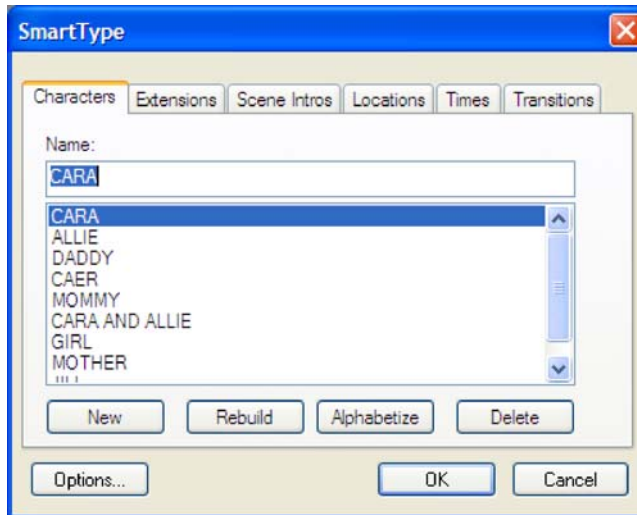 SmartType
Characters Extensions Scene Intros Locations Times Transitions
Name:
CARA
CARA
ALLIE
DADDY
CAER
MOMMY
CARA AND ALLIE
GIRL
MOTHER
New Rebuild Alphabetize Delete
Options... OK Cancel